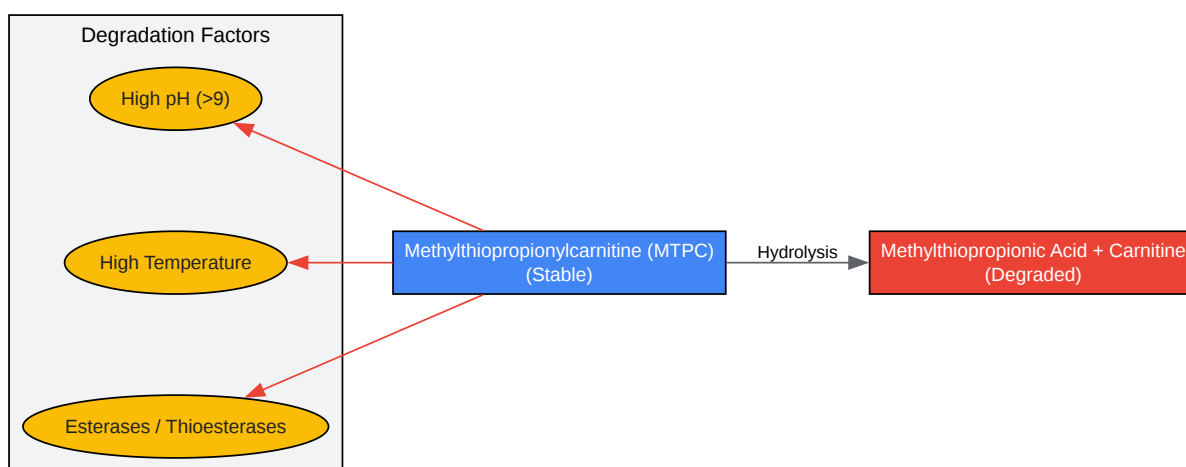 Degradation Factors
High pH (>9)
High Temperature
Esterases / Thioesterases
Methylthiopropionylcarnitine (MTPC)
(Stable)
Hydrolysis
Methylthiopropionic Acid + Carnitine
(Degraded)